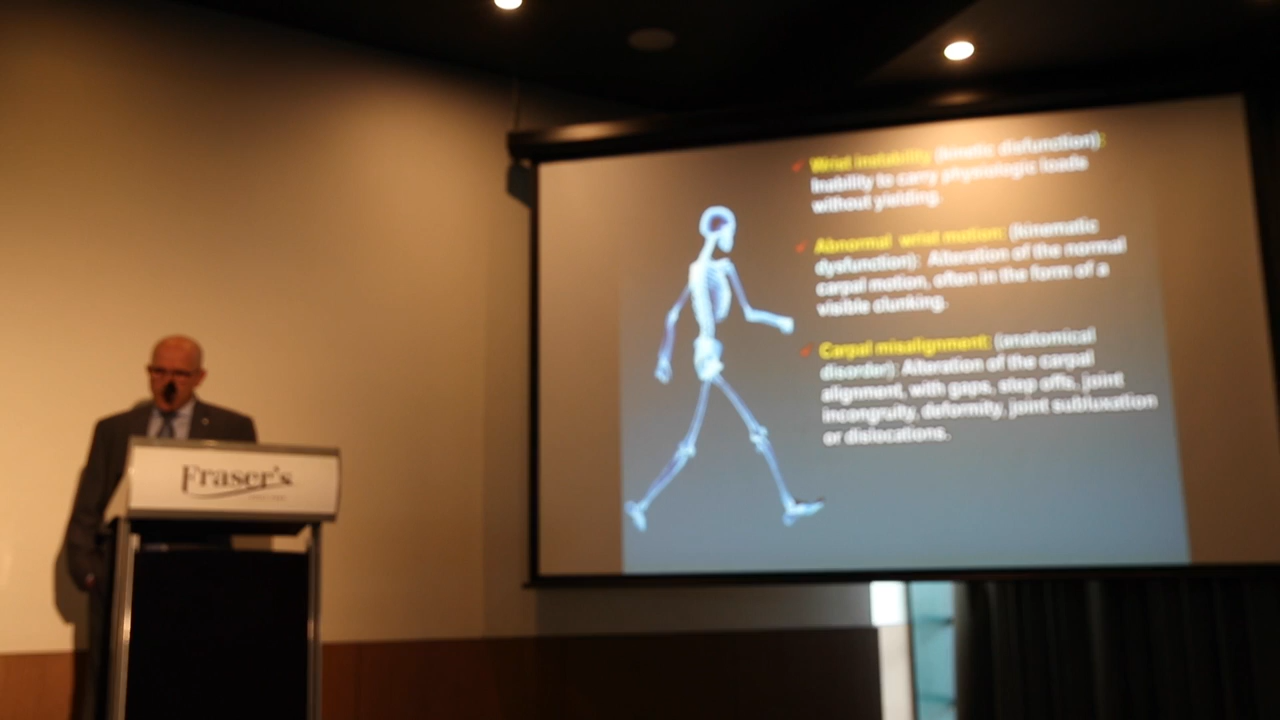 Fraser's
Wrist instability (kinetic disfunction):
Inability to carry physiologic loads
without yielding.
Abnormal wrist motion: (kinematic
dysfunction): Alteration of the normal
carpal motion, often in the form of a
visible clunking.
Carpal misalignment: (anatomical
disorder): Alteration of the carpal
alignment, with gaps, step offs, joint
incongruity, deformity, joint subluxation
or dislocations.